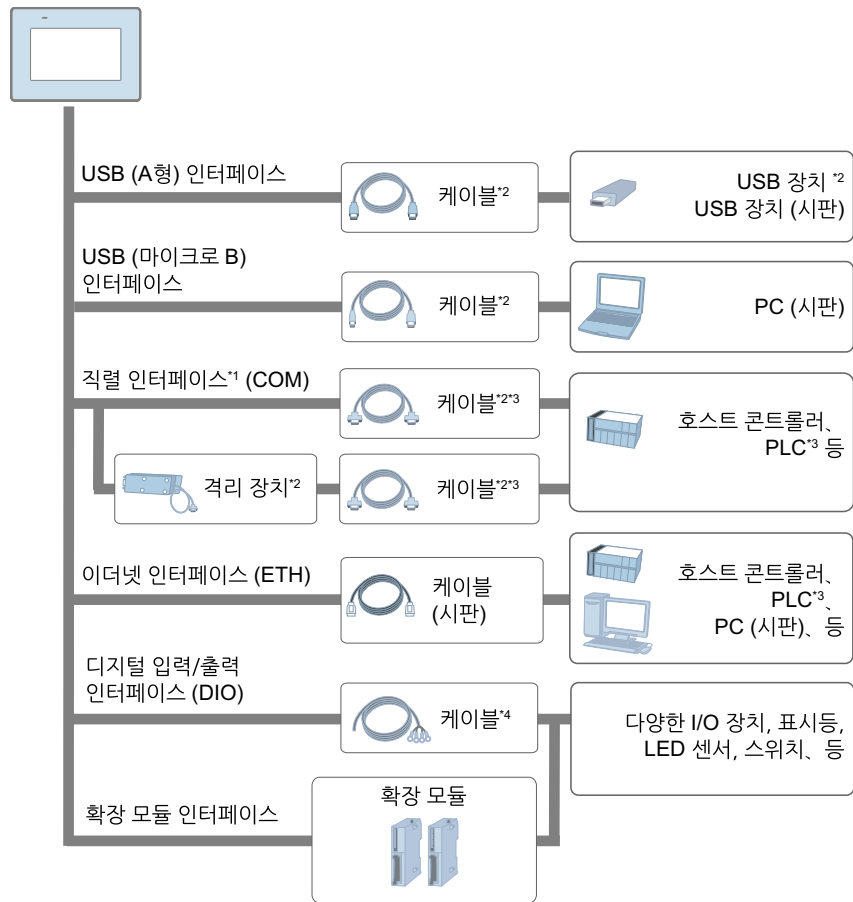 USB (A형) 인터페이스
케이블*2
USB 장치 *2
USB 장치 (시판)
USB (마이크로 B)
인터페이스
케이블*2
PC (시판)
직렬 인터페이스*1 (COM)
케이블*2*3
호스트 콘트롤러、
PLC*3 등
격리 장치*2
케이블*2*3
이더넷 인터페이스 (ETH)
케이블
(시판)
호스트 콘트롤러、
PLC*3、
PC (시판)、등
디지털 입력/출력
인터페이스 (DIO)
케이블*4
다양한 I/O 장치, 표시등,
LED 센서, 스위치、등
확장 모듈 인터페이스
확장 모듈